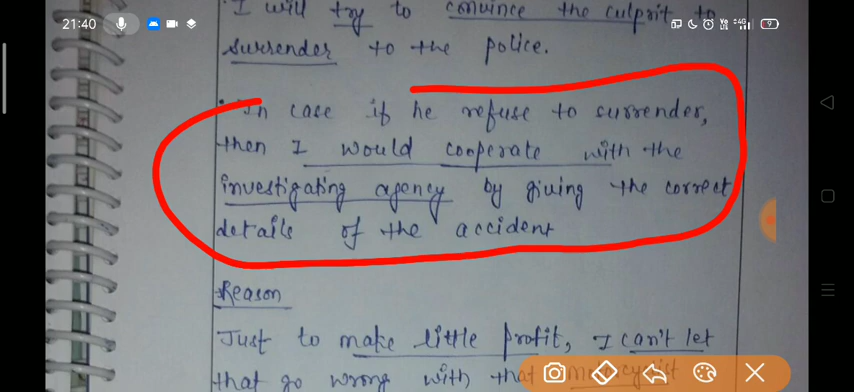 21:40
I will try to convince the culprit to
surrender to the police.
In case if he refuse to surrender,
then I would cooperate with the
investigating agency by giving the correct
details of the accident
Reason
Just to make little profit, I can't let
that go wrong with that